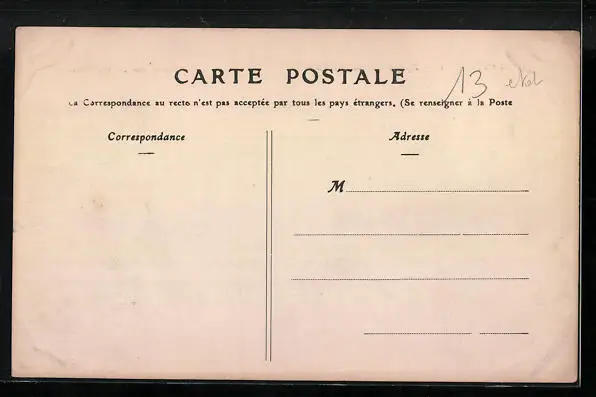 CARTE POSTALE
13
La Correspondance au recto n'est pas acceptée par tous les pays étrangers. (Se renseigner à la Poste
Correspondance
Adresse
M